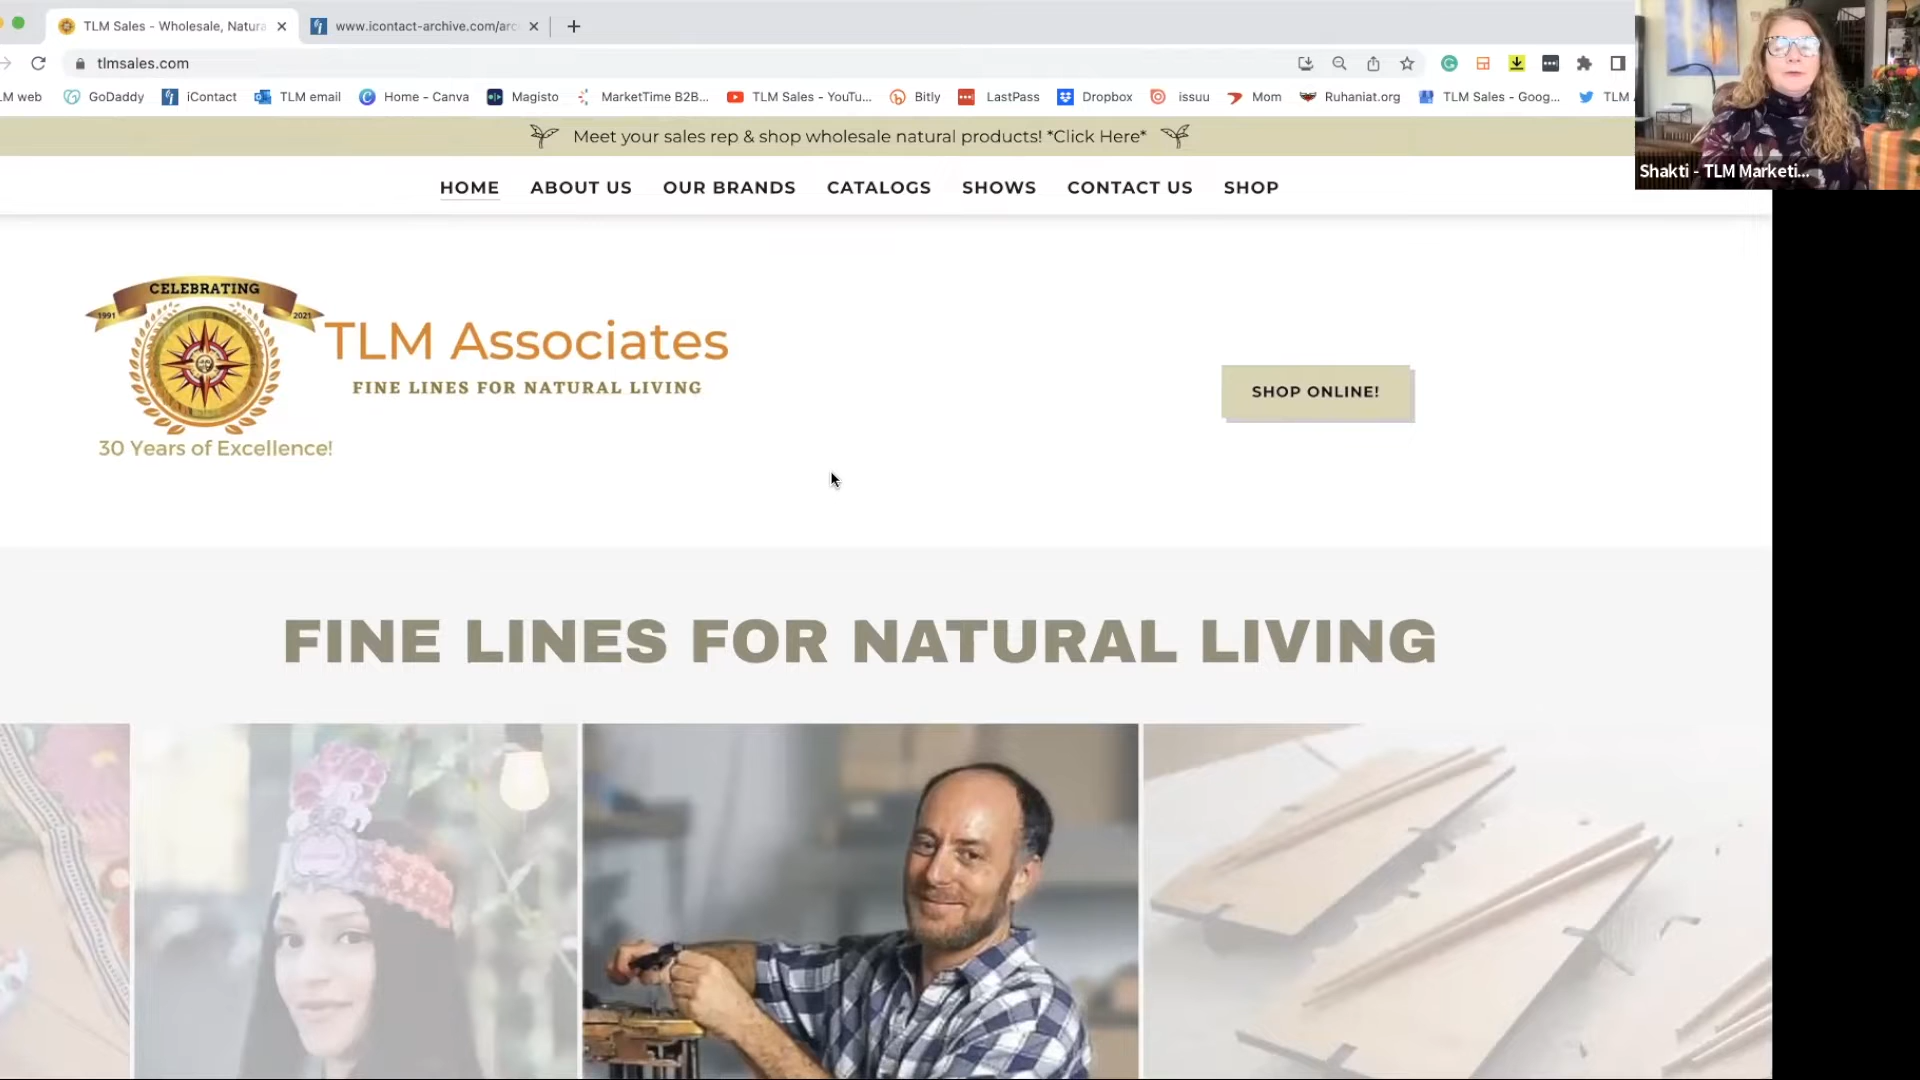 TLM Sales - Wholesale, Natura
www.icontact-archive.com/arc
tlmsales.com
LM web
GoDaddy
iContact
TLM email
Home - Canva
Magisto
MarketTime B2B...
TLM Sales - YouTu...
Bitly
LastPass
Dropbox
issuu
Mom
Ruhaniat.org
TLM Sales - Goog...
TLM
Shakti - TLM Marketi...
Meet your sales rep & shop wholesale natural products! *Click Here*
HOME
ABOUT US
OUR BRANDS
CATALOGS
SHOWS
CONTACT US
SHOP
CELEBRATING
1991
2021
TLM Associates
FINE LINES FOR NATURAL LIVING
30 Years of Excellence!
SHOP ONLINE!
FINE LINES FOR NATURAL LIVING